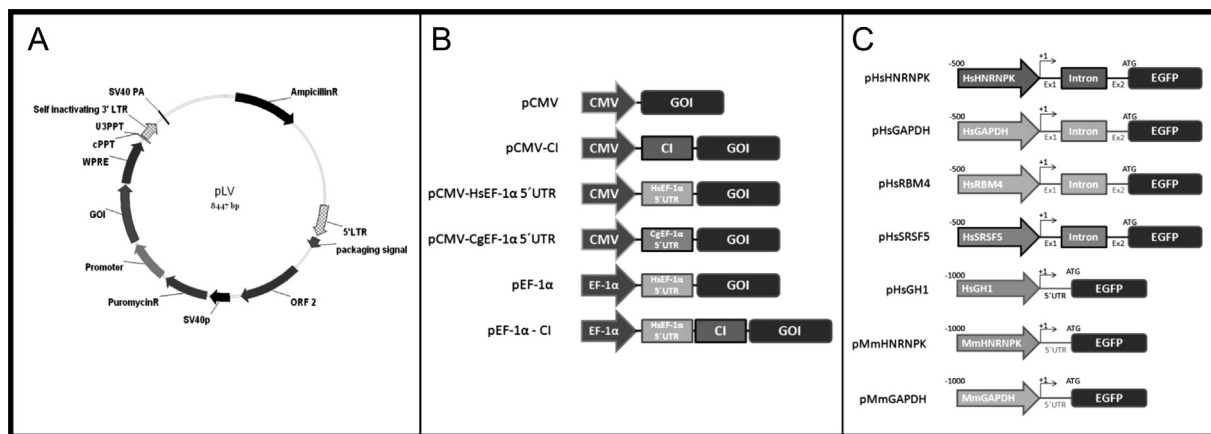 A
SV40 PA
Self inactivating 3' LTR
U3PPT
cPPT
WPRE
GOI
Promoter
PuromycinR
SV40p
ORF 2
packaging signal
5'LTR
AmpicillinR
pLV
8447 bp
B
pCMV CMV GOI
pCMV-CI CMV CI GOI
pCMV-HsEF-1α 5´UTR CMV HsEF-1α 5´UTR GOI
pCMV-CgEF-1α 5´UTR CMV CgEF-1α 5´UTR GOI
pEF-1α EF-1α HsEF-1α 5´UTR GOI
pEF-1α - CI EF-1α HsEF-1α 5´UTR CI GOI
C
-500 +1 ATG
pHsHNRNPK HsHNRNPK Intron EGFP
Ex1 Ex2
-500 +1 ATG
pHsGAPDH HsGAPDH Intron EGFP
Ex1 Ex2
-500 +1 ATG
pHsRBM4 HsRBM4 Intron EGFP
Ex1 Ex2
-500 +1 ATG
pHsSRSF5 HsSRSF5 Intron EGFP
Ex1 Ex2
-1000 +1 ATG
pHsGH1 HsGH1 EGFP
5´UTR
-1000 +1 ATG
pMmHNRNPK MmHNRNPK EGFP
5´UTR
-1000 +1 ATG
pMmGAPDH MmGAPDH EGFP
5´UTR